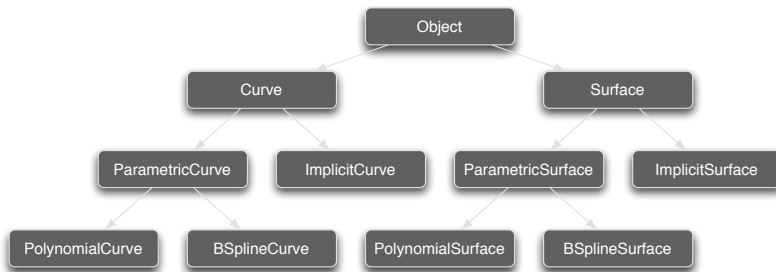 Object
Curve
Surface
ParametricCurve
ImplicitCurve
ParametricSurface
ImplicitSurface
PolynomialCurve
BSplineCurve
PolynomialSurface
BSplineSurface